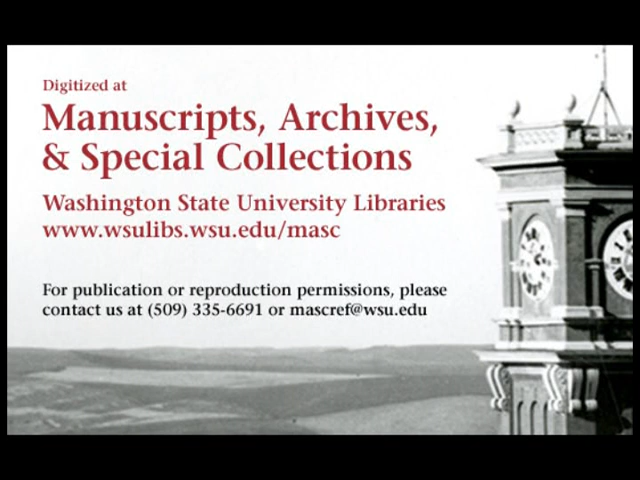 Digitized at
Manuscripts, Archives,
& Special Collections
Washington State University Libraries
www.wsulibs.wsu.edu/masc
For publication or reproduction permissions, please
contact us at (509) 335-6691 or mascref@wsu.edu